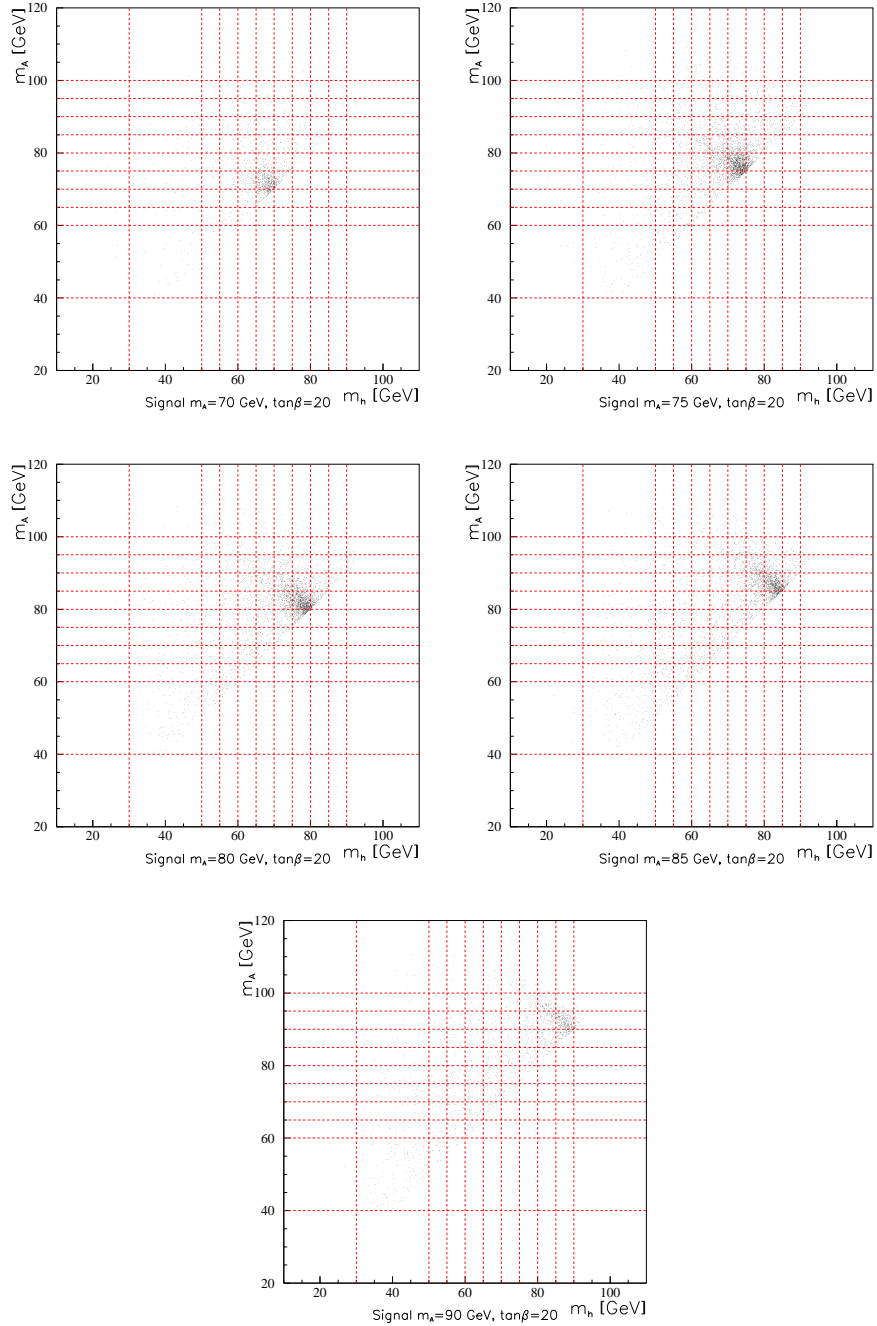 120
100
80
60
40
20
m_A [GeV]
20 40 60 80 100
m_h [GeV]
Signal m_A=70 GeV, tanβ=20
120
100
80
60
40
20
m_A [GeV]
20 40 60 80 100
m_h [GeV]
Signal m_A=75 GeV, tanβ=20
120
100
80
60
40
20
m_A [GeV]
20 40 60 80 100
m_h [GeV]
Signal m_A=80 GeV, tanβ=20
120
100
80
60
40
20
m_A [GeV]
20 40 60 80 100
m_h [GeV]
Signal m_A=85 GeV, tanβ=20
120
100
80
60
40
20
m_A [GeV]
20 40 60 80 100
m_h [GeV]
Signal m_A=90 GeV, tanβ=20